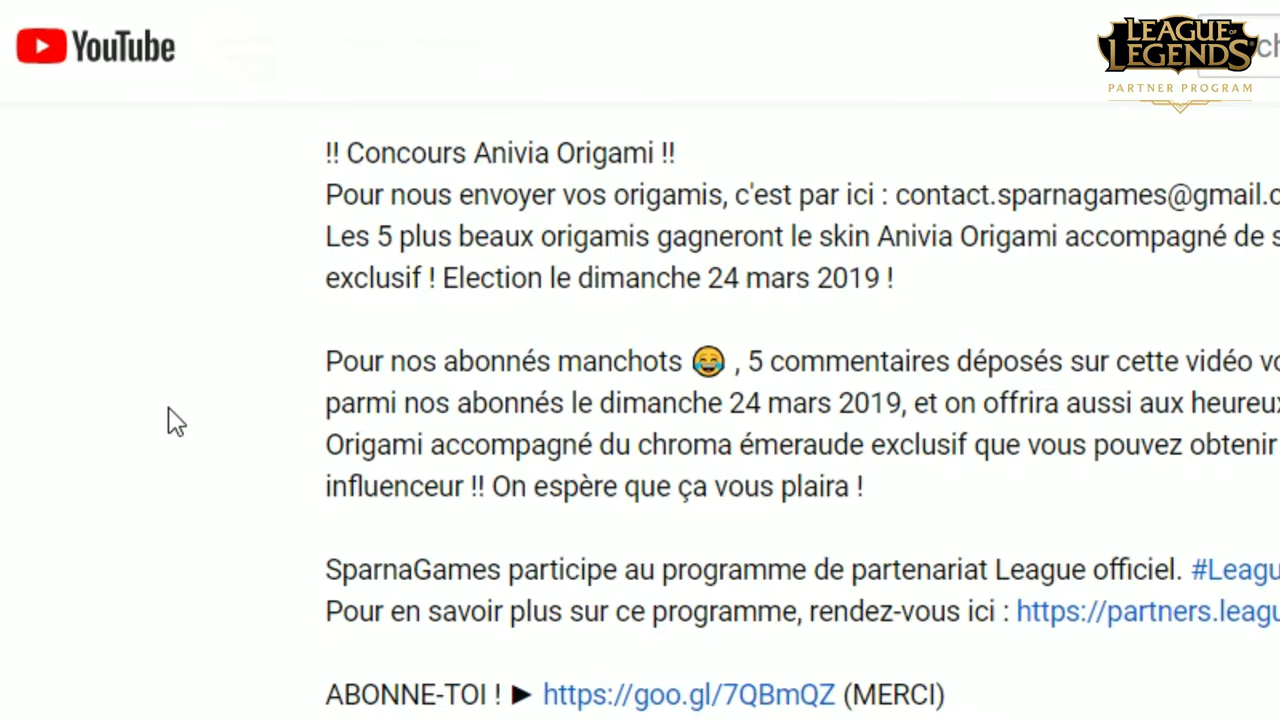 YouTube
LEAGUE OF LEGENDS
PARTNER PROGRAM
!! Concours Anivia Origami !!
Pour nous envoyer vos origamis, c'est par ici : contact.sparnagames@gmail.c
Les 5 plus beaux origamis gagneront le skin Anivia Origami accompagné de s
exclusif ! Election le dimanche 24 mars 2019 !
Pour nos abonnés manchots 😂 , 5 commentaires déposés sur cette vidéo vo
parmi nos abonnés le dimanche 24 mars 2019, et on offrira aussi aux heureux
Origami accompagné du chroma émeraude exclusif que vous pouvez obtenir
influenceur !! On espère que ça vous plaira !
SparnaGames participe au programme de partenariat League officiel. #Leagu
Pour en savoir plus sur ce programme, rendez-vous ici : https://partners.leagu
ABONNE-TOI ! ► https://goo.gl/7QBmQZ (MERCI)